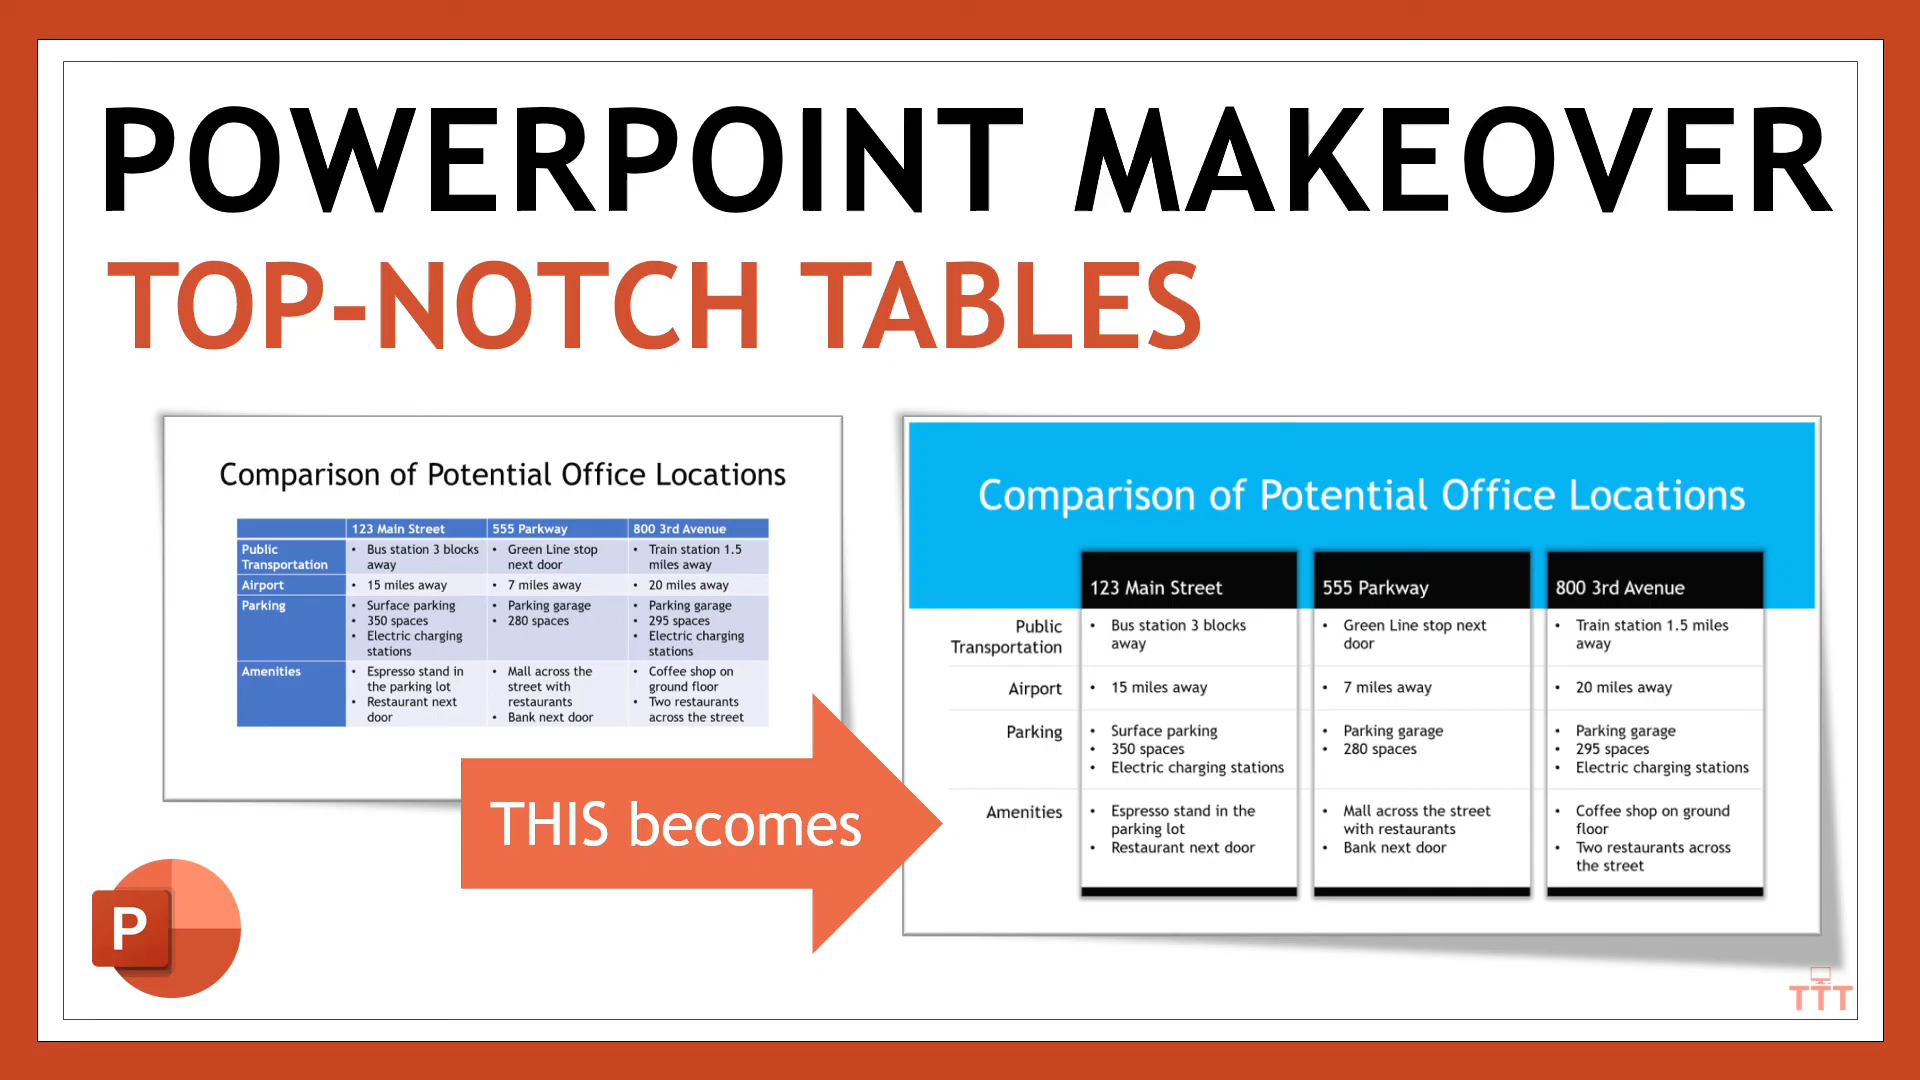 POWERPOINT MAKEOVER
TOP-NOTCH TABLES
Comparison of Potential Office Locations
123 Main Street 555 Parkway 800 3rd Avenue
Public • Bus station 3 blocks • Green Line stop • Train station 1.5
Transportation away next door miles away
Airport • 15 miles away • 7 miles away • 20 miles away
Parking • Surface parking • Parking garage • Parking garage
• 350 spaces • 280 spaces • 295 spaces
• Electric charging • Electric charging
stations stations
Amenities • Espresso stand in • Mall across the • Coffee shop on
the parking lot street with ground floor
• Restaurant next restaurants • Two restaurants
door • Bank next door across the street
THIS becomes
Comparison of Potential Office Locations
123 Main Street 555 Parkway 800 3rd Avenue
Public • Bus station 3 blocks • Green Line stop next • Train station 1.5 miles
Transportation away door away
Airport • 15 miles away • 7 miles away • 20 miles away
Parking • Surface parking • Parking garage • Parking garage
• 350 spaces • 280 spaces • 295 spaces
• Electric charging stations • Electric charging stations
Amenities • Espresso stand in the • Mall across the street • Coffee shop on ground
parking lot with restaurants floor
• Restaurant next door • Bank next door • Two restaurants across
the street
P
TTT